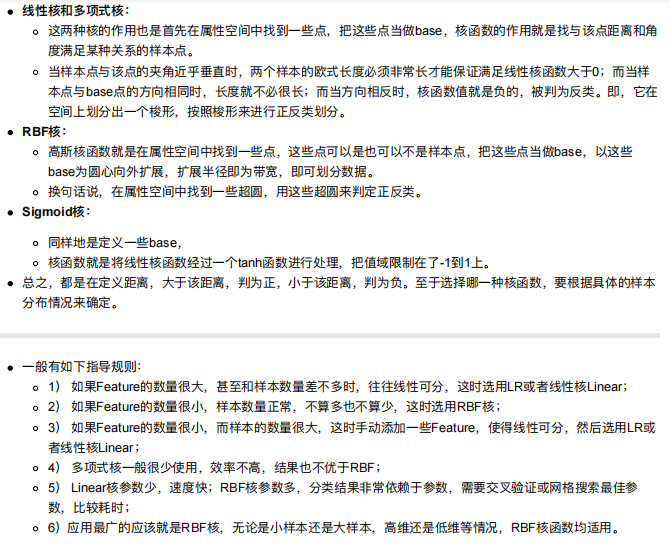 • 线性核和多项式核：
○ 这两种核的作用也是首先在属性空间中找到一些点，把这些点当做base，核函数的作用就是找与该点距离和角
度满足某种关系的样本点。
○ 当样本点与该点的夹角近乎垂直时，两个样本的欧式长度必须非常长才能保证满足线性核函数大于0；而当样
本点与base点的方向相同时，长度就不必很长；而当方向相反时，核函数值就是负的，被判为反类。即，它在
空间上划分出一个梭形，按照梭形来进行正反类划分。
• RBF核：
○ 高斯核函数就是在属性空间中找到一些点，这些点可以是也可以不是样本点，把这些点当做base，以这些
base为圆心向外扩展，扩展半径即为带宽，即可划分数据。
○ 换句话说，在属性空间中找到一些超圆，用这些超圆来判定正反类。
• Sigmoid核：
○ 同样地是定义一些base，
○ 核函数就是将线性核函数经过一个tanh函数进行处理，把值域限制在了-1到1上。
• 总之，都是在定义距离，大于该距离，判为正，小于该距离，判为负。至于选择哪一种核函数，要根据具体的样本
分布情况来确定。
• 一般有如下指导规则：
○ 1） 如果Feature的数量很大，甚至和样本数量差不多时，往往线性可分，这时选用LR或者线性核Linear；
○ 2） 如果Feature的数量很小，样本数量正常，不算多也不算少，这时选用RBF核；
○ 3） 如果Feature的数量很小，而样本的数量很大，这时手动添加一些Feature，使得线性可分，然后选用LR或
者线性核Linear；
○ 4） 多项式核一般很少使用，效率不高，结果也不优于RBF；
○ 5） Linear核参数少，速度快；RBF核参数多，分类结果非常依赖于参数，需要交叉验证或网格搜索最佳参
数，比较耗时；
○ 6）应用最广的应该就是RBF核，无论是小样本还是大样本，高维还是低维等情况，RBF核函数均适用。